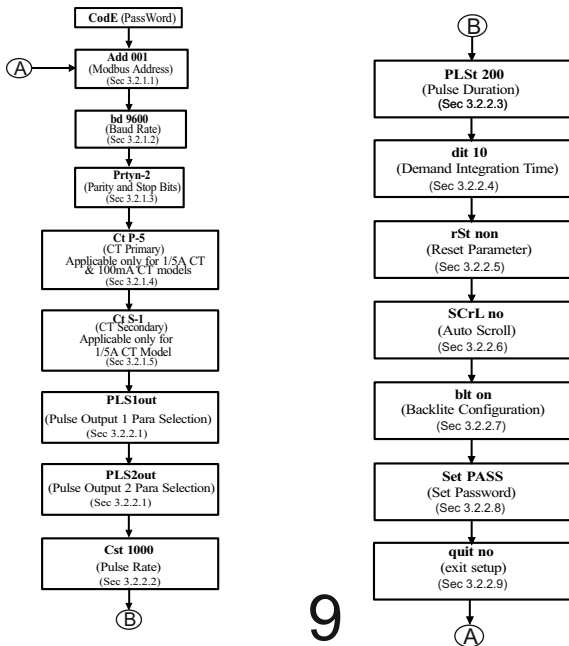 CodE (PassWord)
A
Add 001
(Modbus Address)
(Sec 3.2.1.1)
bd 9600
(Baud Rate)
(Sec 3.2.1.2)
Prtyn-2
(Parity and Stop Bits)
(Sec 3.2.1.3)
Ct P-5
(CT Primary)
Applicable only for 1/5A CT
& 100mA CT models
(Sec 3.2.1.4)
Ct S-1
(CT Secondary)
Applicable only for
1/5A CT Model
(Sec 3.2.1.5)
PLS1out
(Pulse Output 1 Para Selection)
(Sec 3.2.2.1)
PLS2out
(Pulse Output 2 Para Selection)
(Sec 3.2.2.1)
Cst 1000
(Pulse Rate)
(Sec 3.2.2.2)
B
B
PLSt 200
(Pulse Duration)
(Sec 3.2.2.3)
dit 10
(Demand Integration Time)
(Sec 3.2.2.4)
rSt non
(Reset Parameter)
(Sec 3.2.2.5)
SCrL no
(Auto Scroll)
(Sec 3.2.2.6)
blt on
(Backlite Configuration)
(Sec 3.2.2.7)
Set PASS
(Set Password)
(Sec 3.2.2.8)
quit no
(exit setup)
(Sec 3.2.2.9)
A
9